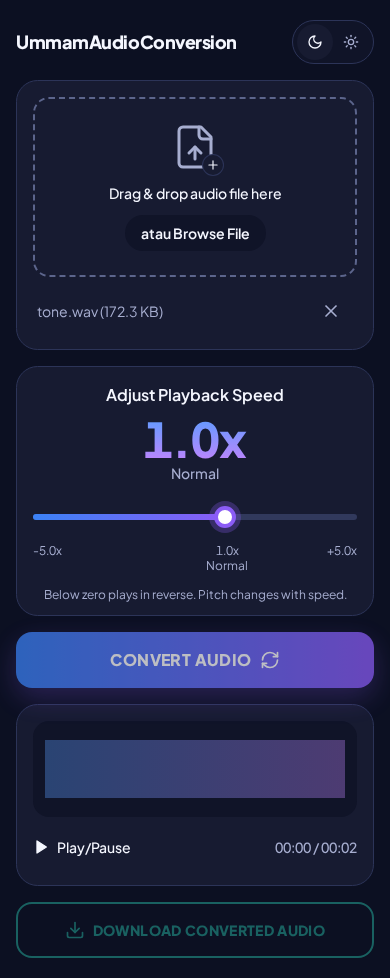 UmmamAudioConversion
Drag & drop audio file here
atau Browse File
tone.wav (172.3 KB)
Adjust Playback Speed
1.0x
Normal
-5.0x 1.0x +5.0x
Normal
Below zero plays in reverse. Pitch changes with speed.
CONVERT AUDIO
Play/Pause 00:00 / 00:02
DOWNLOAD CONVERTED AUDIO